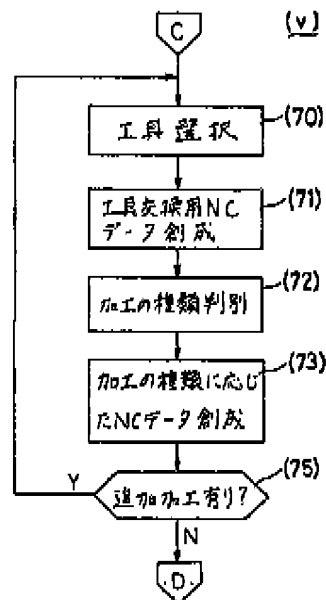 C
(v)
工具選択
(70)
工具交換用NC
データ創成
(71)
加工の種類判別
(72)
加工の種類に応じ
たNCデータ創成
(73)
追加加工有り?
(75)
Y
N
D